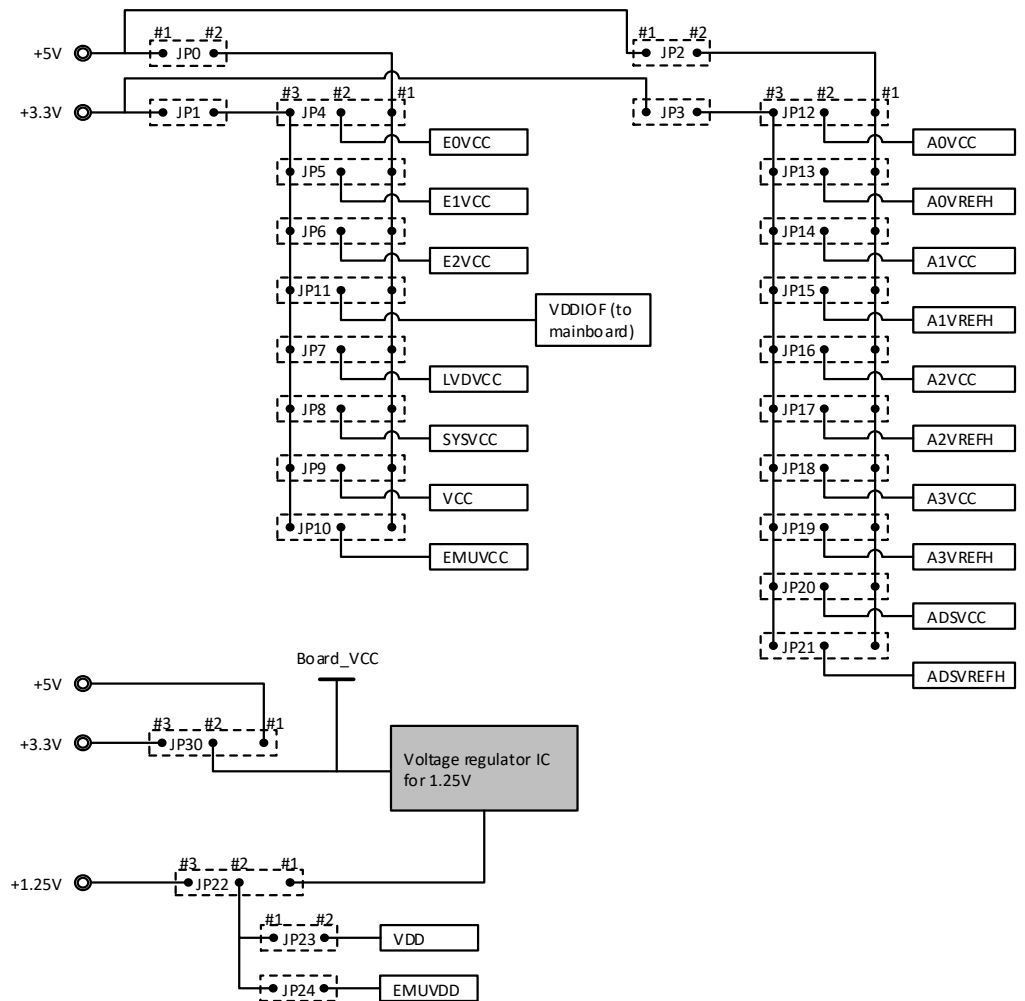 #1 #2
+5V
JP0
#1 #2
JP2
+3.3V
JP1
#3 #2 #1
JP4
JP3
#3 #2 #1
JP12
E0VCC
A0VCC
JP5
JP13
E1VCC
A0VREFH
JP6
JP14
E2VCC
A1VCC
JP11
JP15
VDDIOF (to
mainboard)
A1VREFH
JP7
JP16
LVDVCC
A2VCC
JP8
JP17
SYSVCC
A2VREFH
JP9
JP18
VCC
A3VCC
JP10
JP19
EMUVCC
A3VREFH
JP20
ADSVCC
JP21
ADSVREFH
Board_VCC
+5V
#3 #2 #1
+3.3V
JP30
Voltage regulator IC
for 1.25V
#3 #2 #1
+1.25V
JP22
#1 #2
JP23
VDD
JP24
EMUVDD